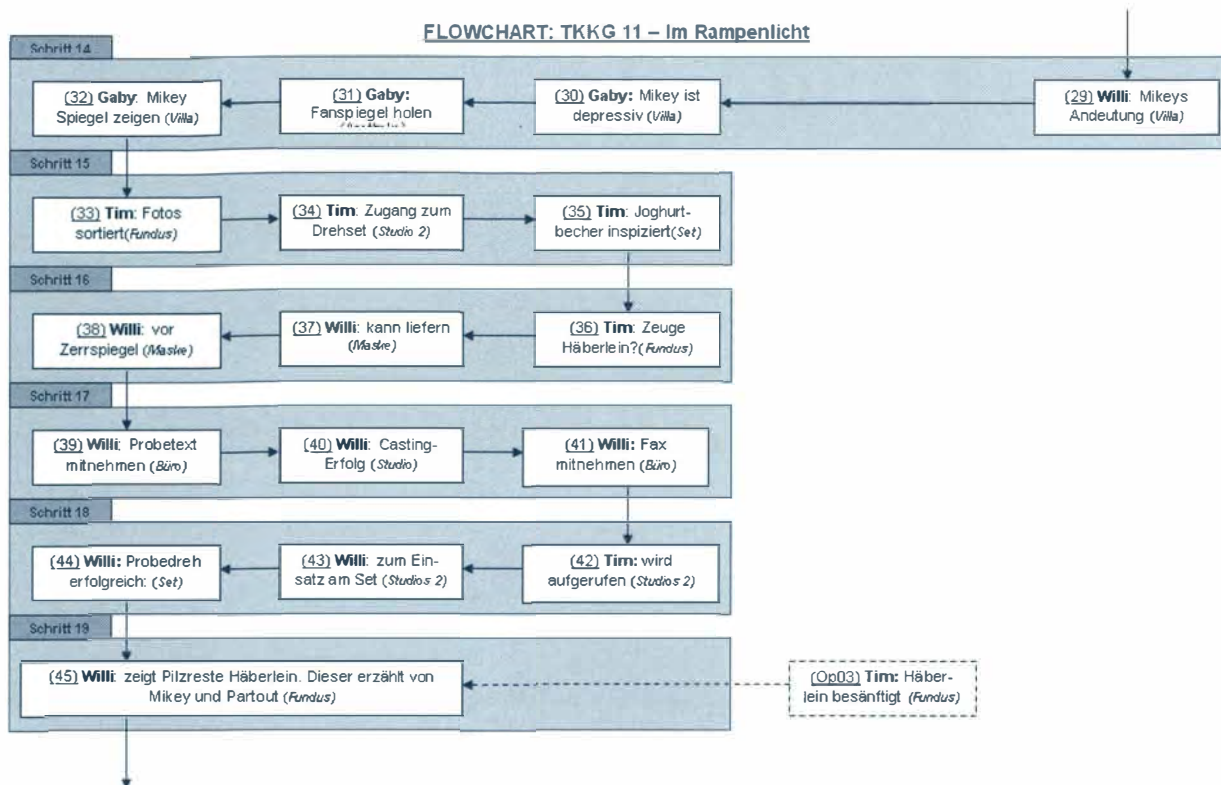 FLOWCHART: TKKG 11 – Im Rampenlicht
Schritt 14
(32) Gaby: Mikey
Spiegel zeigen (Villa)
(31) Gaby:
Fanspiegel holen
(30) Gaby: Mikey ist
depressiv (Villa)
(29) Willi: Mikeys
Andeutung (Villa)
Schritt 15
(33) Tim: Fotos
sortiert(Fundus)
(34) Tim: Zugang zum
Drehset (Studio 2)
(35) Tim: Joghurt-
becher inspiziert(Set)
Schritt 16
(38) Willi: vor
Zerrspiegel (Maske)
(37) Willi: kann liefern
(Maske)
(36) Tim: Zeuge
Häberlein?(Fundus)
Schritt 17
(39) Willi: Probetext
mitnehmen (Büro)
(40) Willi: Casting-
Erfolg (Studio)
(41) Willi: Fax
mitnehmen (Büro)
Schritt 18
(44) Willi: Probedreh
erfolgreich: (Set)
(43) Willi: zum Ein-
satz am Set (Studios 2)
(42) Tim: wird
aufgerufen (Studios 2)
Schritt 19
(45) Willi: zeigt Pilzreste Häberlein. Dieser erzählt von
Mikey und Partout (Fundus)
(Op03) Tim: Häber-
lein besänftigt (Fundus)